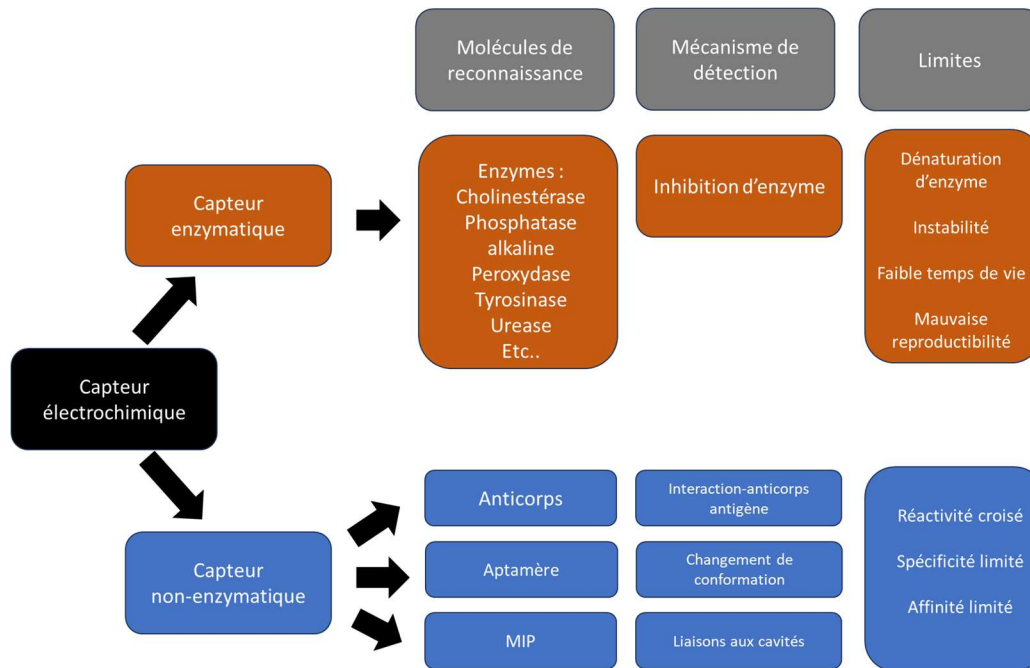 Molécules de
reconnaissance
Mécanisme de
détection
Limites
Capteur
enzymatique
Enzymes :
Cholinestérase
Phosphatase
alkaline
Peroxydase
Tyrosinase
Urease
Etc..
Inhibition d'enzyme
Dénaturation
d'enzyme
Instabilité
Faible temps de vie
Mauvaise
reproductibilité
Capteur
électrochimique
Capteur
non-enzymatique
Anticorps
Interaction-anticorps
antigène
Aptamère
Changement de
conformation
MIP
Liaisons aux cavités
Réactivité croisé
Spécificité limité
Affinité limité